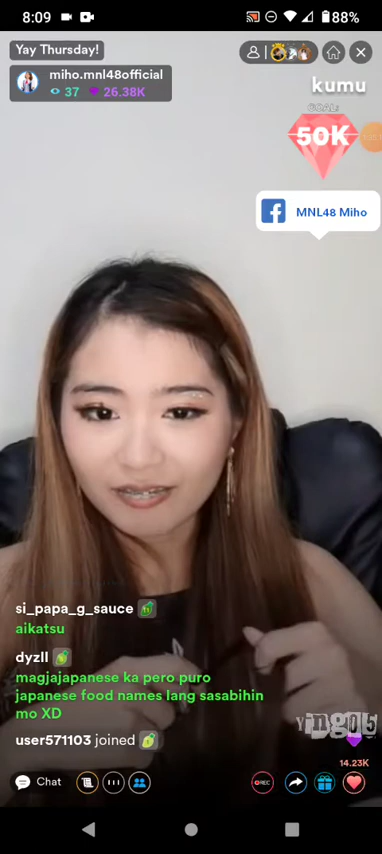 8:09
88%
Yay Thursday!
miho.mnl48official
37 26.38K
kumu
GOAL:
50K
MNL48 Miho
si_papa_g_sauce
aikatsu
dyzll
magjajapanese ka pero puro
japanese food names lang sasabihin
mo XD
user571103 joined
Ying05
14.23K
Chat
REC